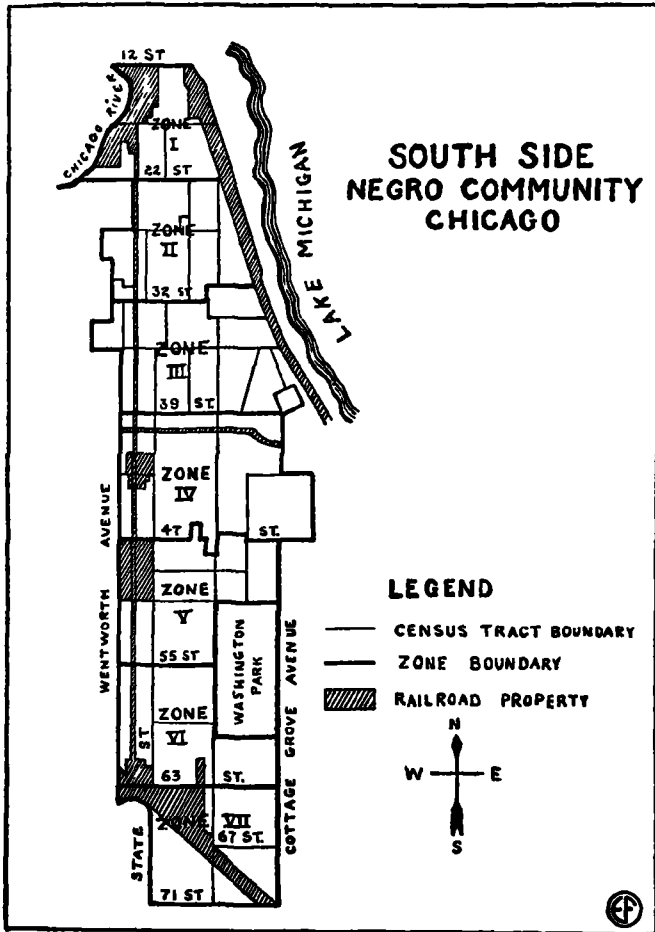 12 ST
CHICAGO RIVER
ZONE
I
22 ST
SOUTH SIDE
NEGRO COMMUNITY
CHICAGO
LAKE MICHIGAN
ZONE
II
32 ST
ZONE
III
39 ST.
ZONE
IV
47 ST.
WENTWORTH AVENUE
ZONE
V
55 ST
WASHINGTON
PARK
COTTAGE GROVE AVENUE
LEGEND
CENSUS TRACT BOUNDARY
ZONE BOUNDARY
RAILROAD PROPERTY
N
W E
S
ZONE
VI
63 ST.
STATE ST
ZONE VII
67 ST.
71 ST
EF